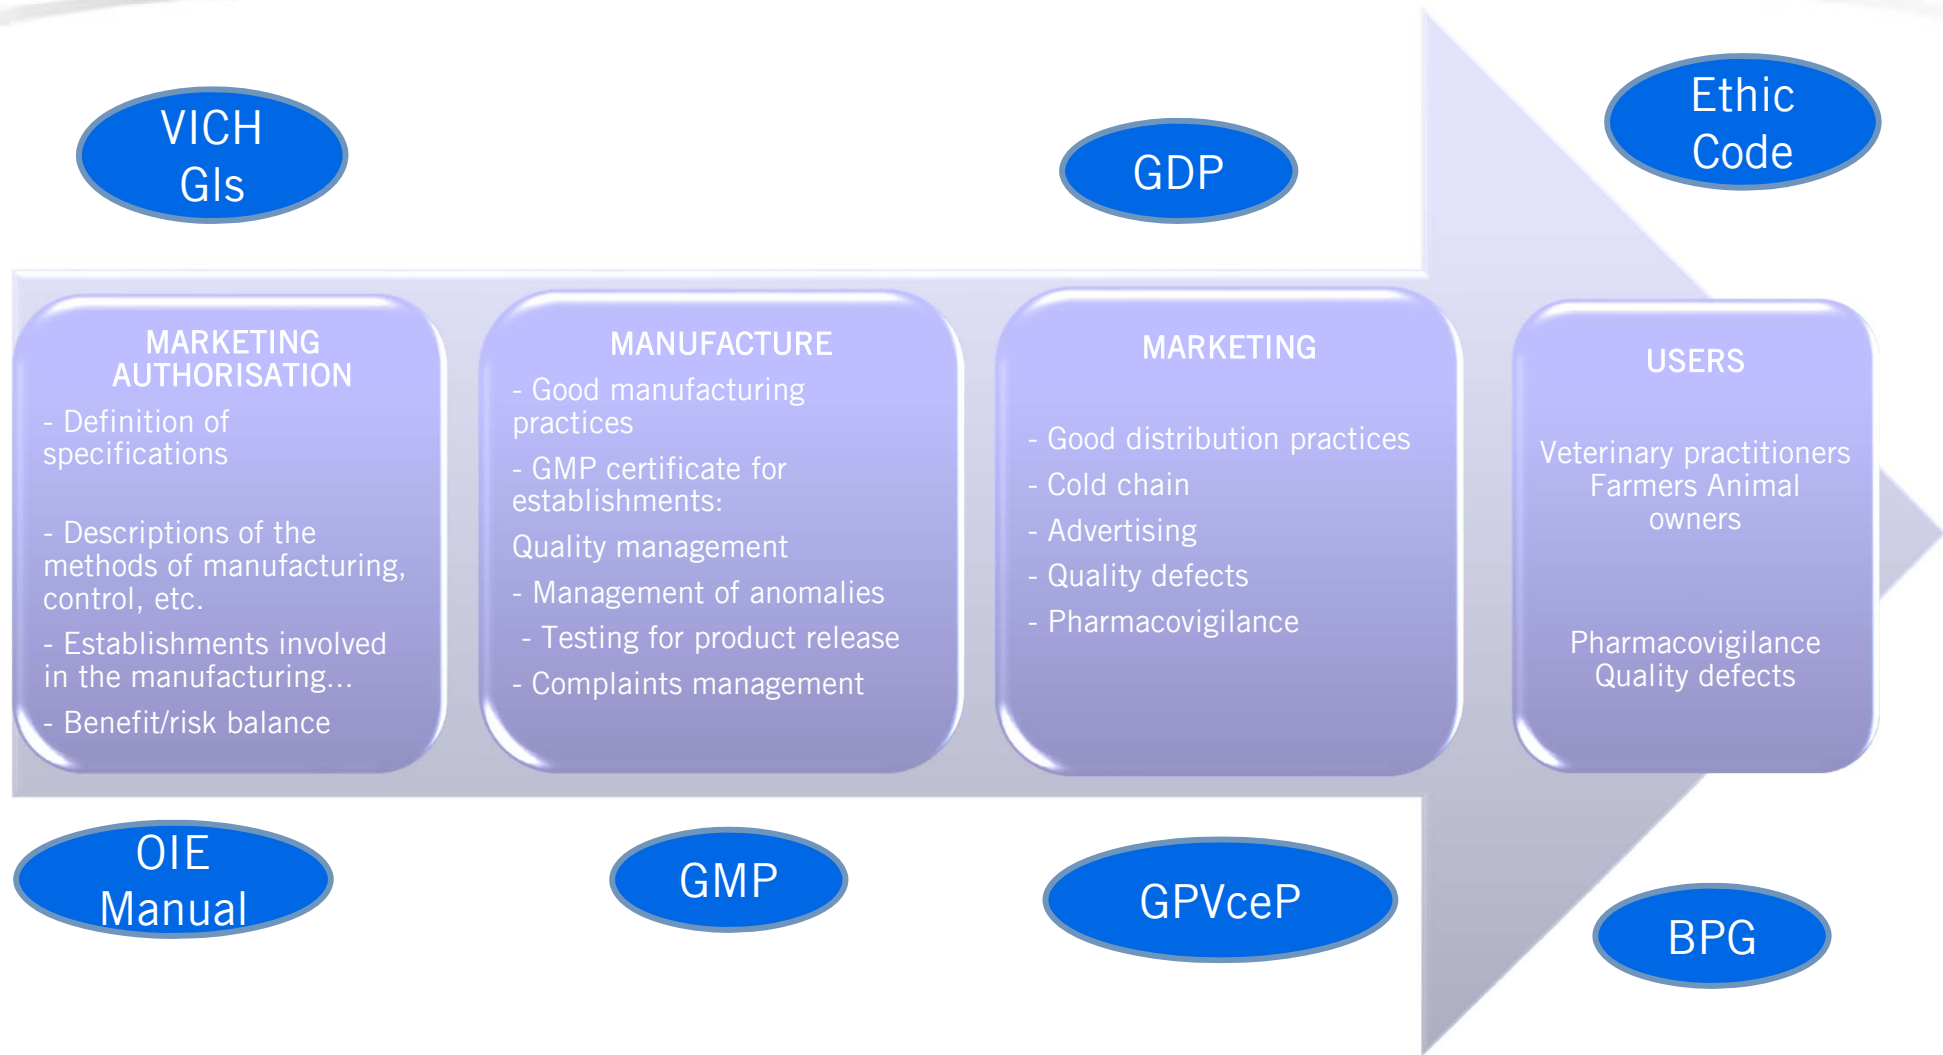 VICH
Gls
GDP
Ethic
Code
MARKETING
AUTHORISATION
- Definition of
specifications
- Descriptions of the
methods of manufacturing,
control, etc.
- Establishments involved
in the manufacturing...
- Benefit/risk balance
MANUFACTURE
- Good manufacturing
practices
- GMP certificate for
establishments:
Quality management
- Management of anomalies
- Testing for product release
- Complaints management
MARKETING
- Good distribution practices
- Cold chain
- Advertising
- Quality defects
- Pharmacovigilance
USERS
Veterinary practitioners
Farmers Animal
owners
Pharmacovigilance
Quality defects
OIE
Manual
GMP
GPVceP
BPG